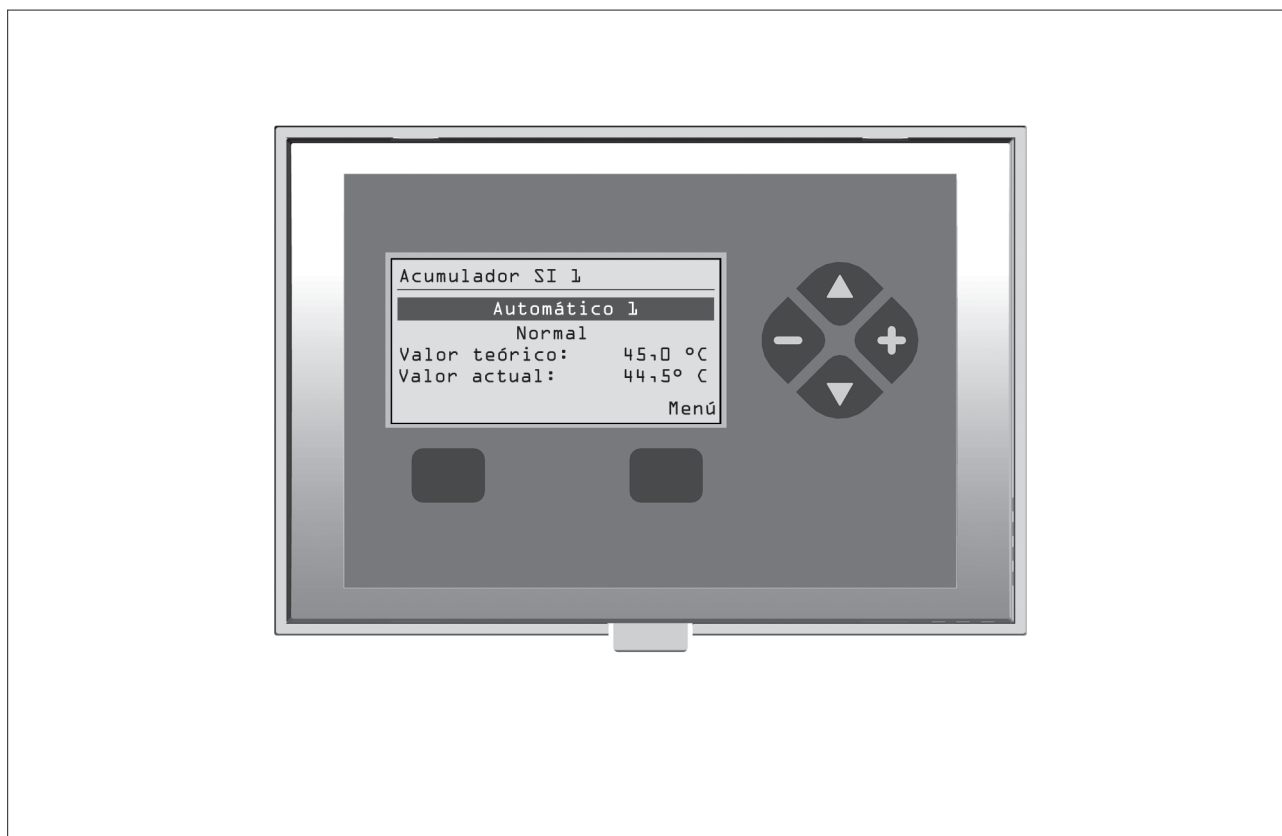 Acumulador SI 1
Automático 1
Normal
Valor teórico: 45,0 °C
Valor actual: 44,5° C
Menú